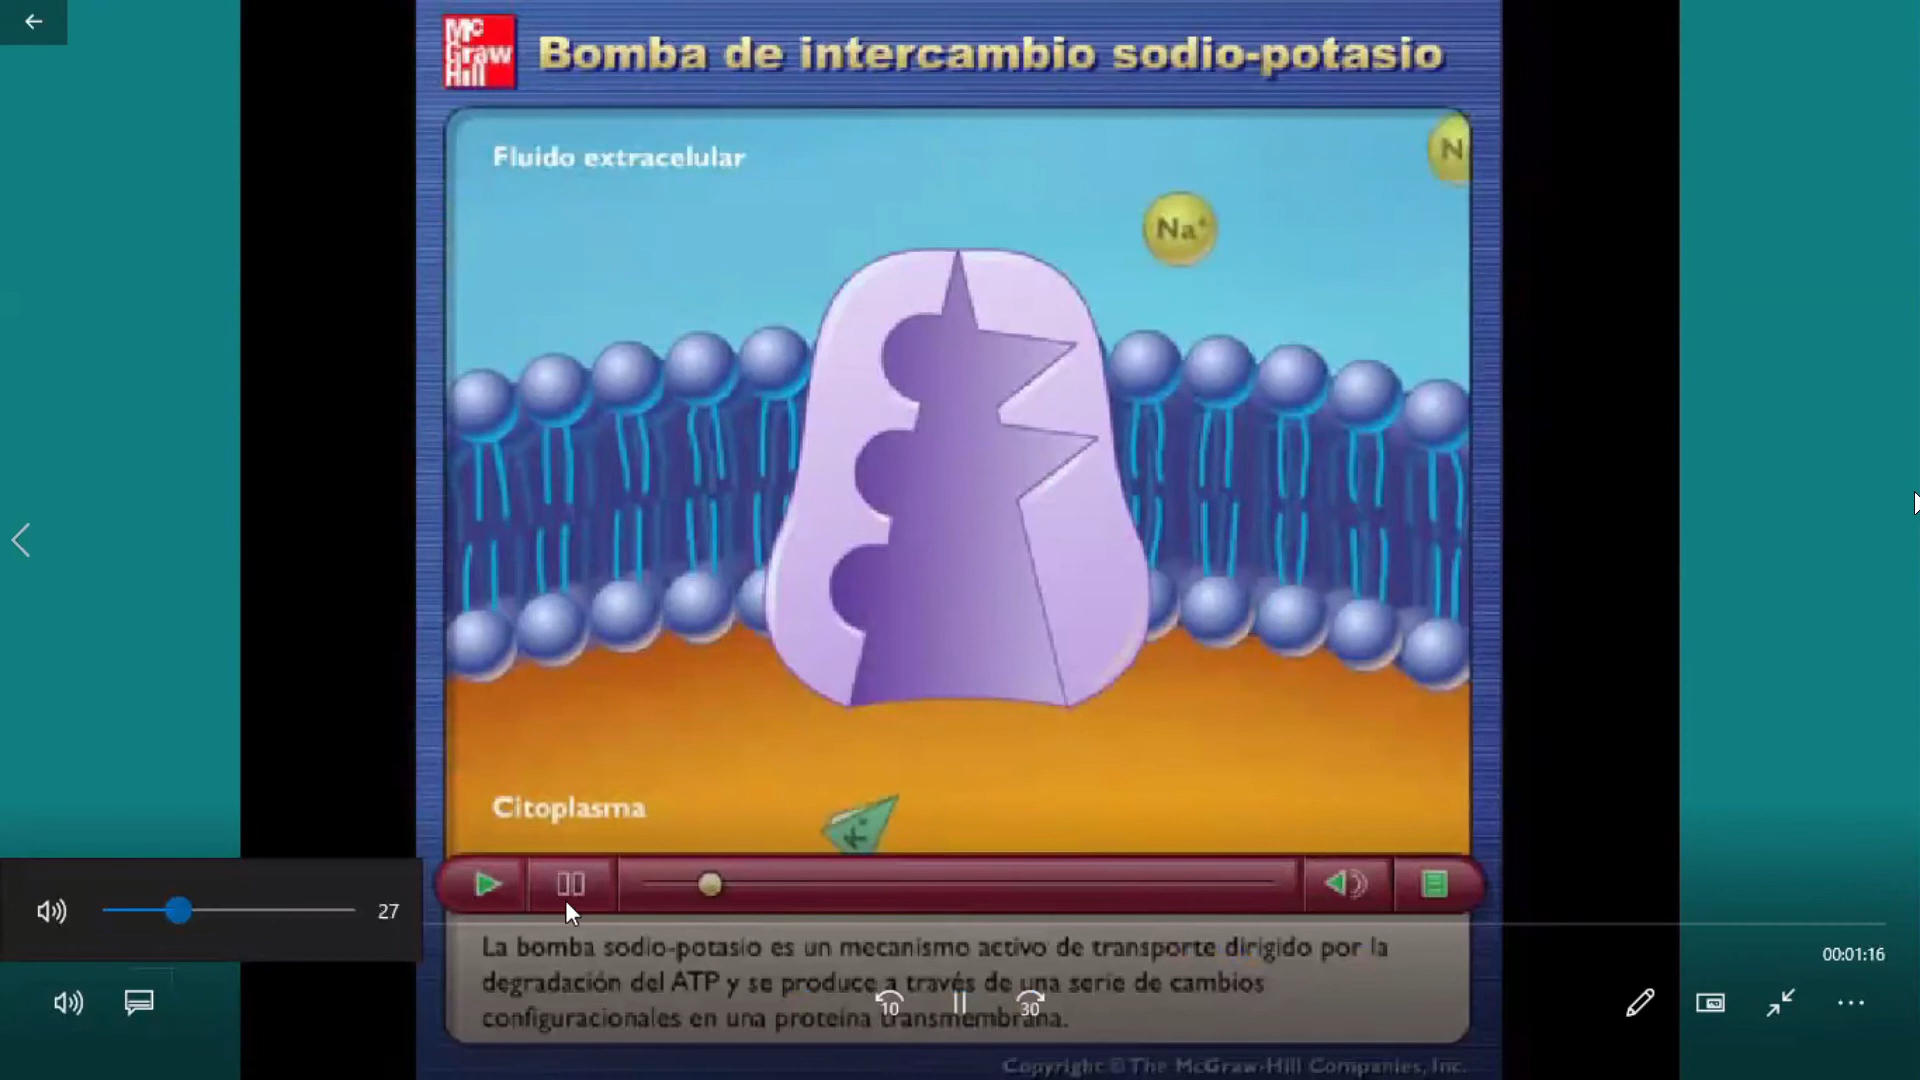 Mc
Graw
Hill
Bomba de intercambio sodio-potasio
Fluido extracelular
N
Na+
Citoplasma
K+
27
La bomba sodio-potasio es un mecanismo activo de transporte dirigido por la
degradación del ATP y se produce a través de una serie de cambios
configuracionales en una proteína transmembrana.
00:01:16
10
30
Copyright © The McGraw-Hill Companies, Inc.